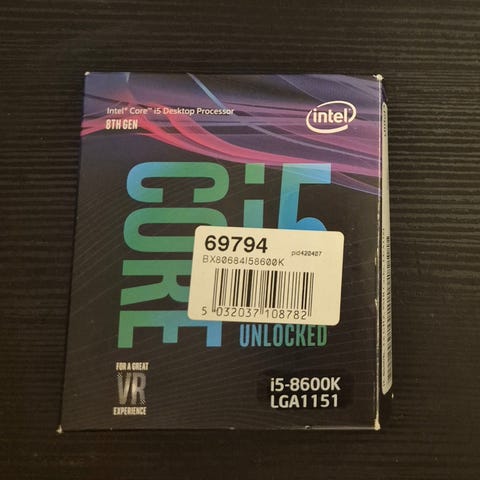 Intel® Core™ i5 Desktop Processor
8TH GEN
intel®
CORE
i5
69794
pid420407
BX80684I58600K
5 032037 108782
UNLOCKED
FOR A GREAT
VR
EXPERIENCE
i5-8600K
LGA1151